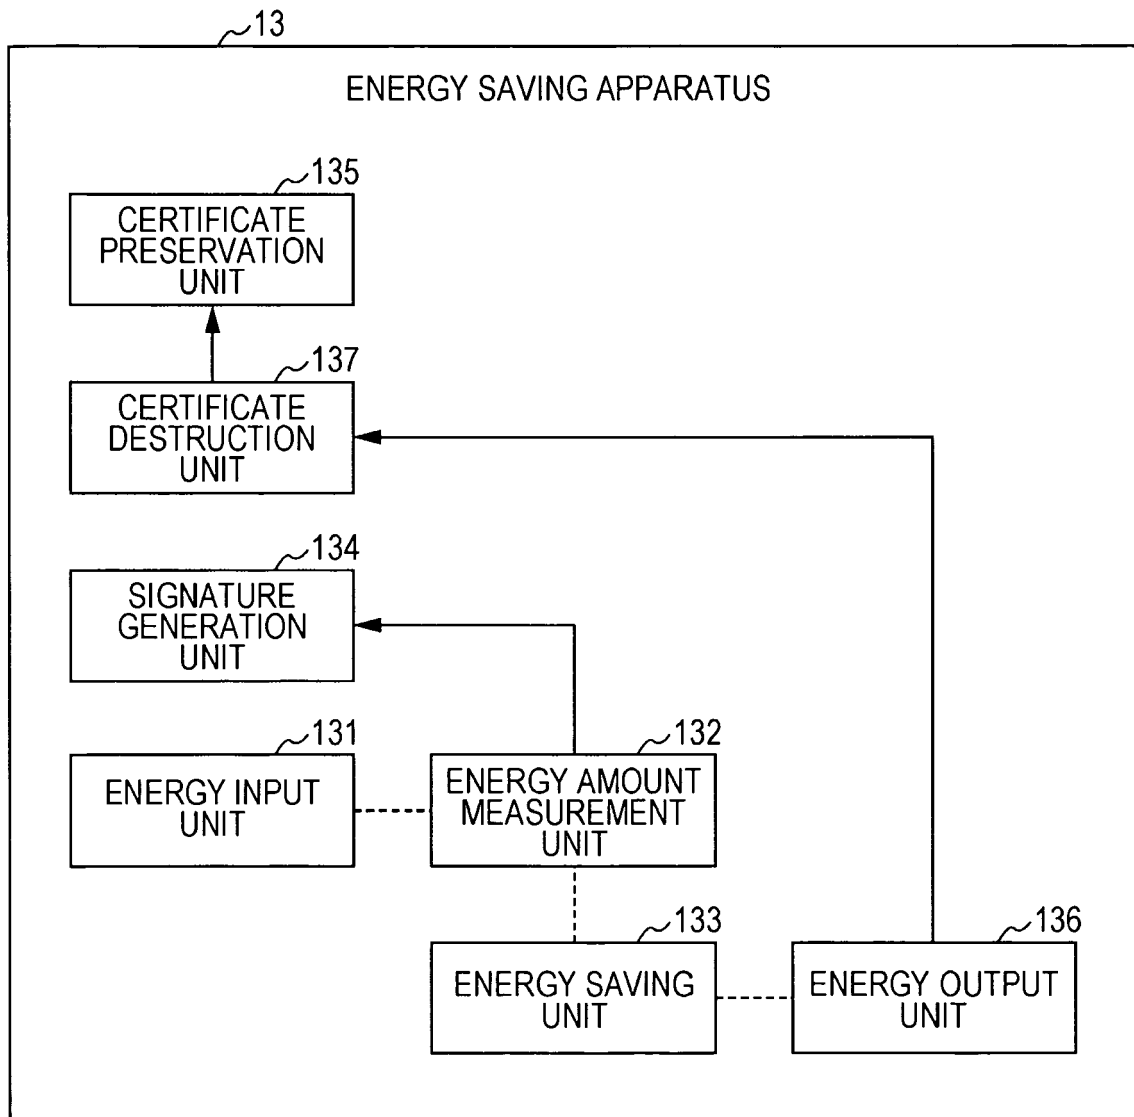 13
ENERGY SAVING APPARATUS
135
CERTIFICATE
PRESERVATION
UNIT
137
CERTIFICATE
DESTRUCTION
UNIT
134
SIGNATURE
GENERATION
UNIT
131
ENERGY INPUT
UNIT
132
ENERGY AMOUNT
MEASUREMENT
UNIT
133
ENERGY SAVING
UNIT
136
ENERGY OUTPUT
UNIT